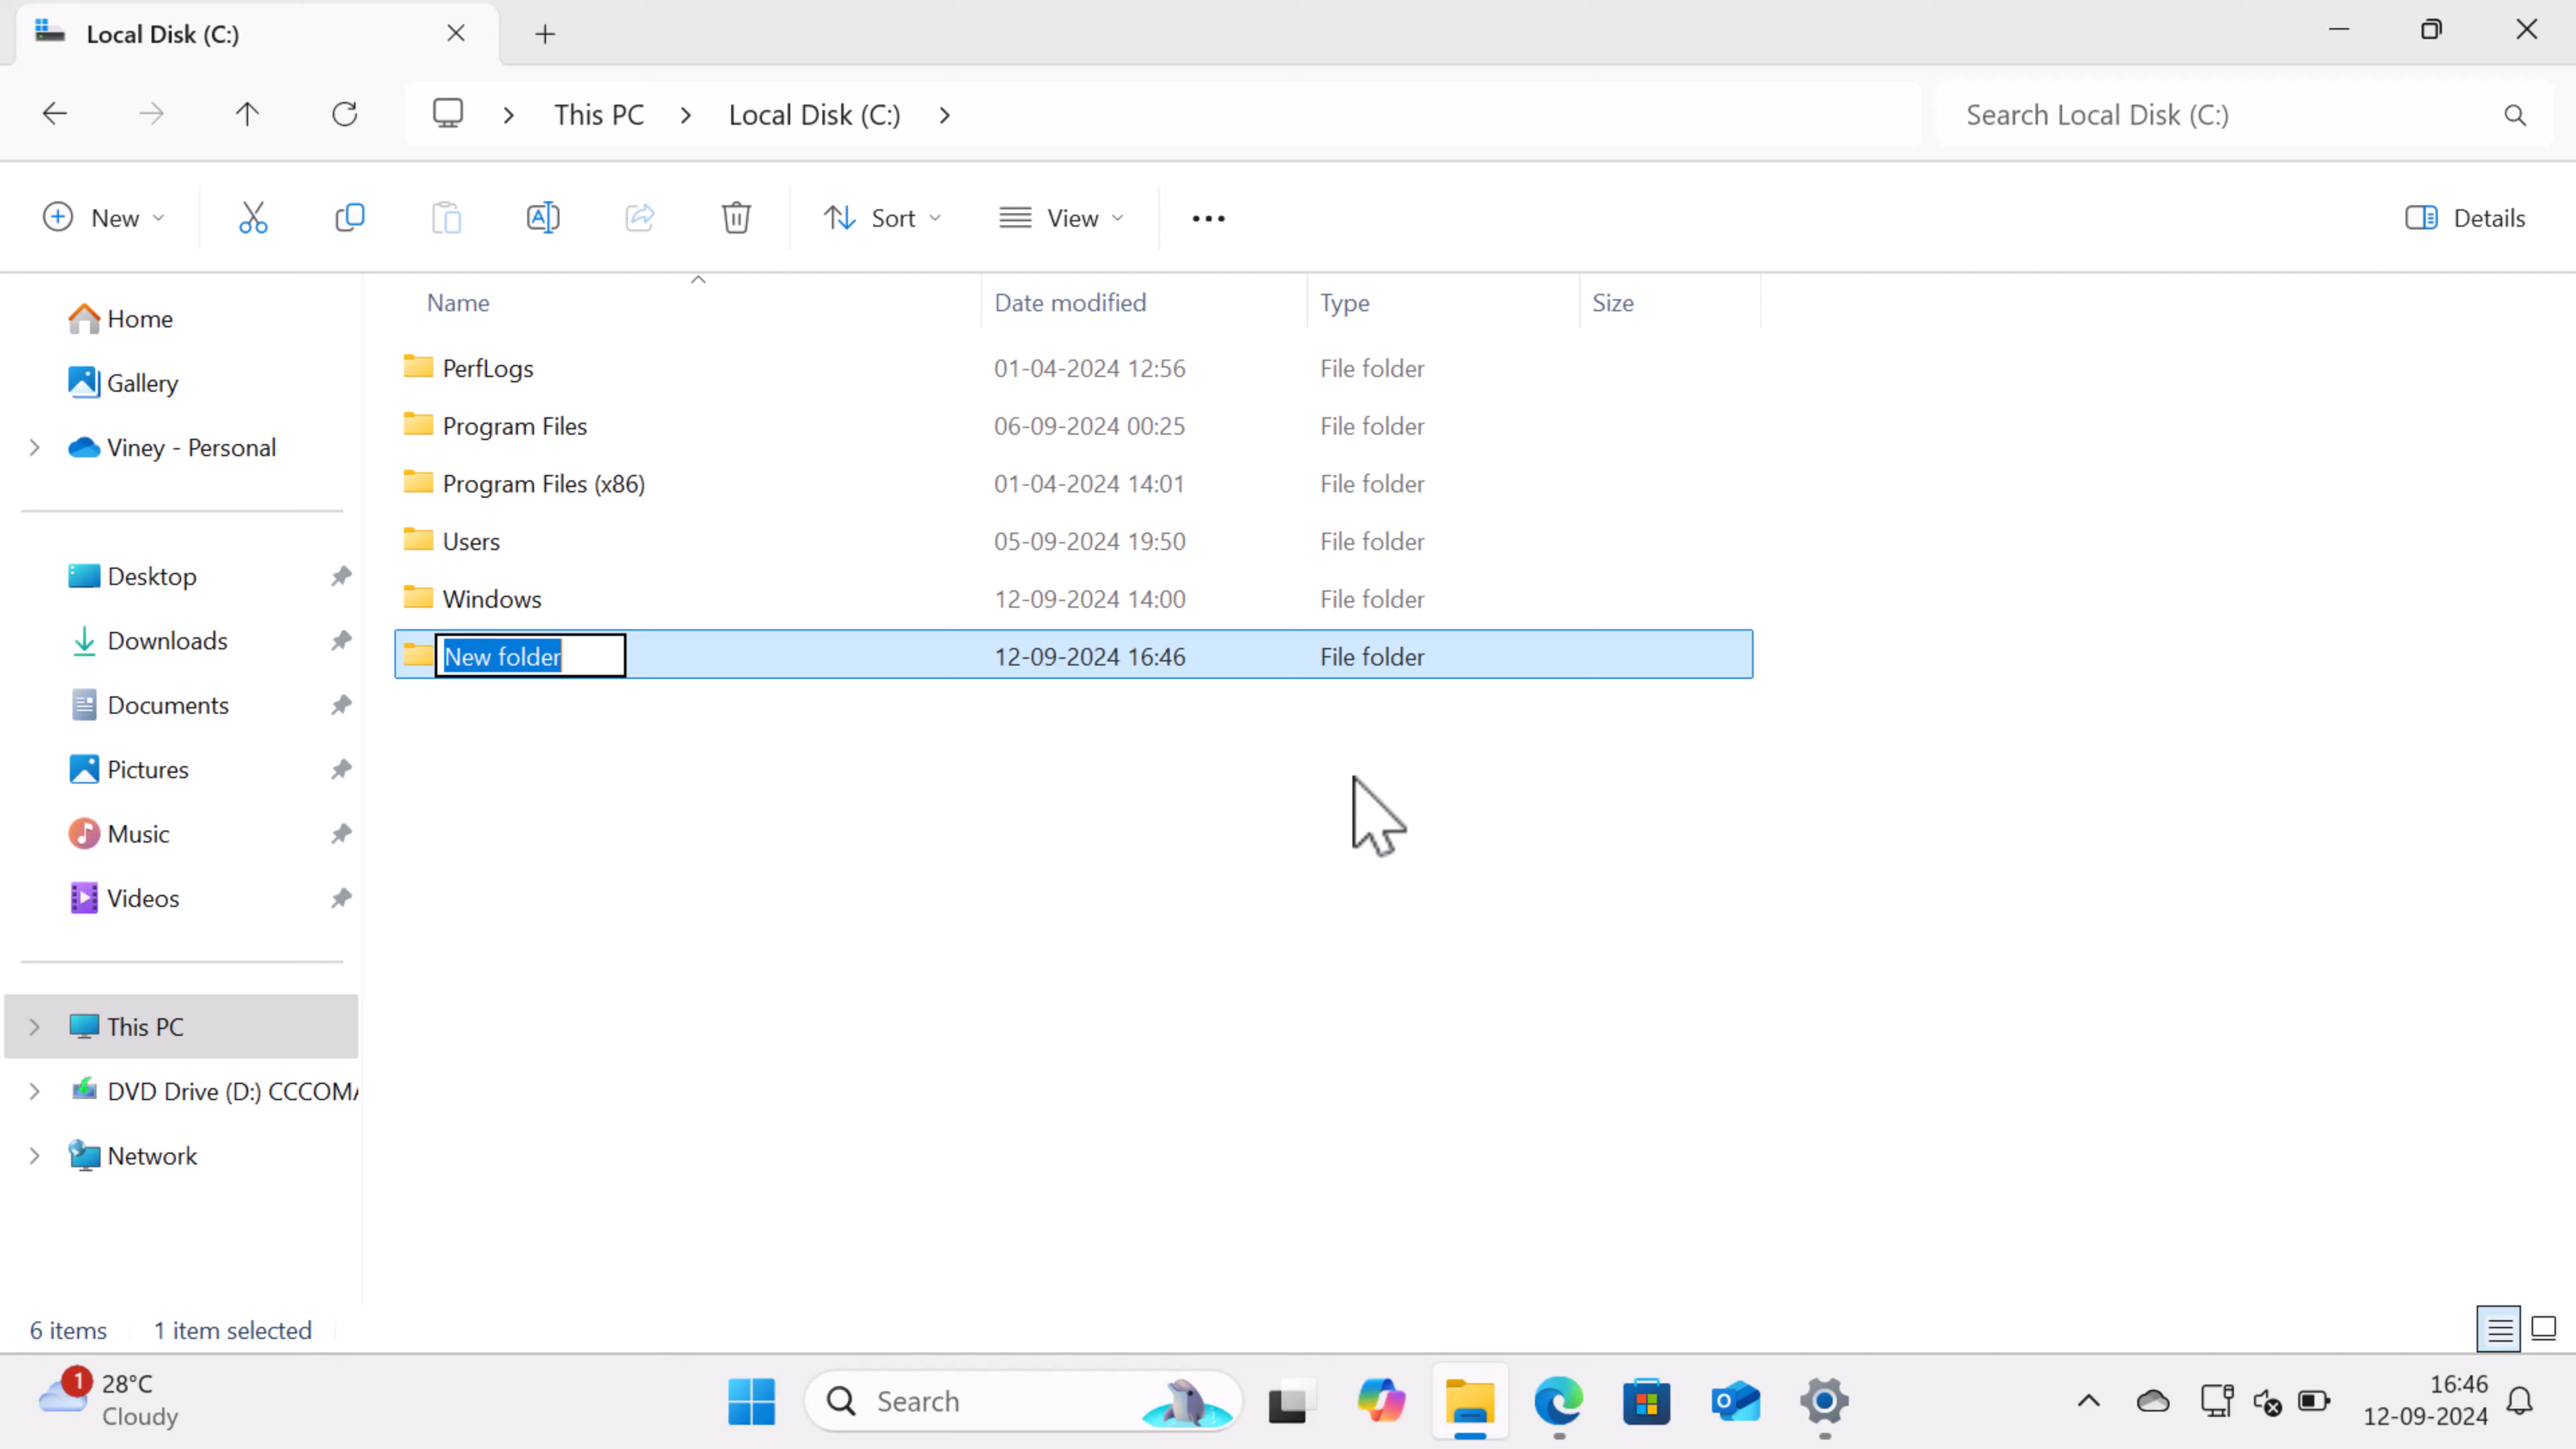 Local Disk (C:)
This PC > Local Disk (C:) >
Search Local Disk (C:)
New
Sort
View
Details
Name Date modified Type Size
PerfLogs 01-04-2024 12:56 File folder
Program Files 06-09-2024 00:25 File folder
Program Files (x86) 01-04-2024 14:01 File folder
Users 05-09-2024 19:50 File folder
Windows 12-09-2024 14:00 File folder
New folder 12-09-2024 16:46 File folder
Home
Gallery
Viney - Personal
Desktop
Downloads
Documents
Pictures
Music
Videos
This PC
DVD Drive (D:) CCCOMA
Network
6 items 1 item selected
1
28°C
Cloudy
Search
16:46
12-09-2024